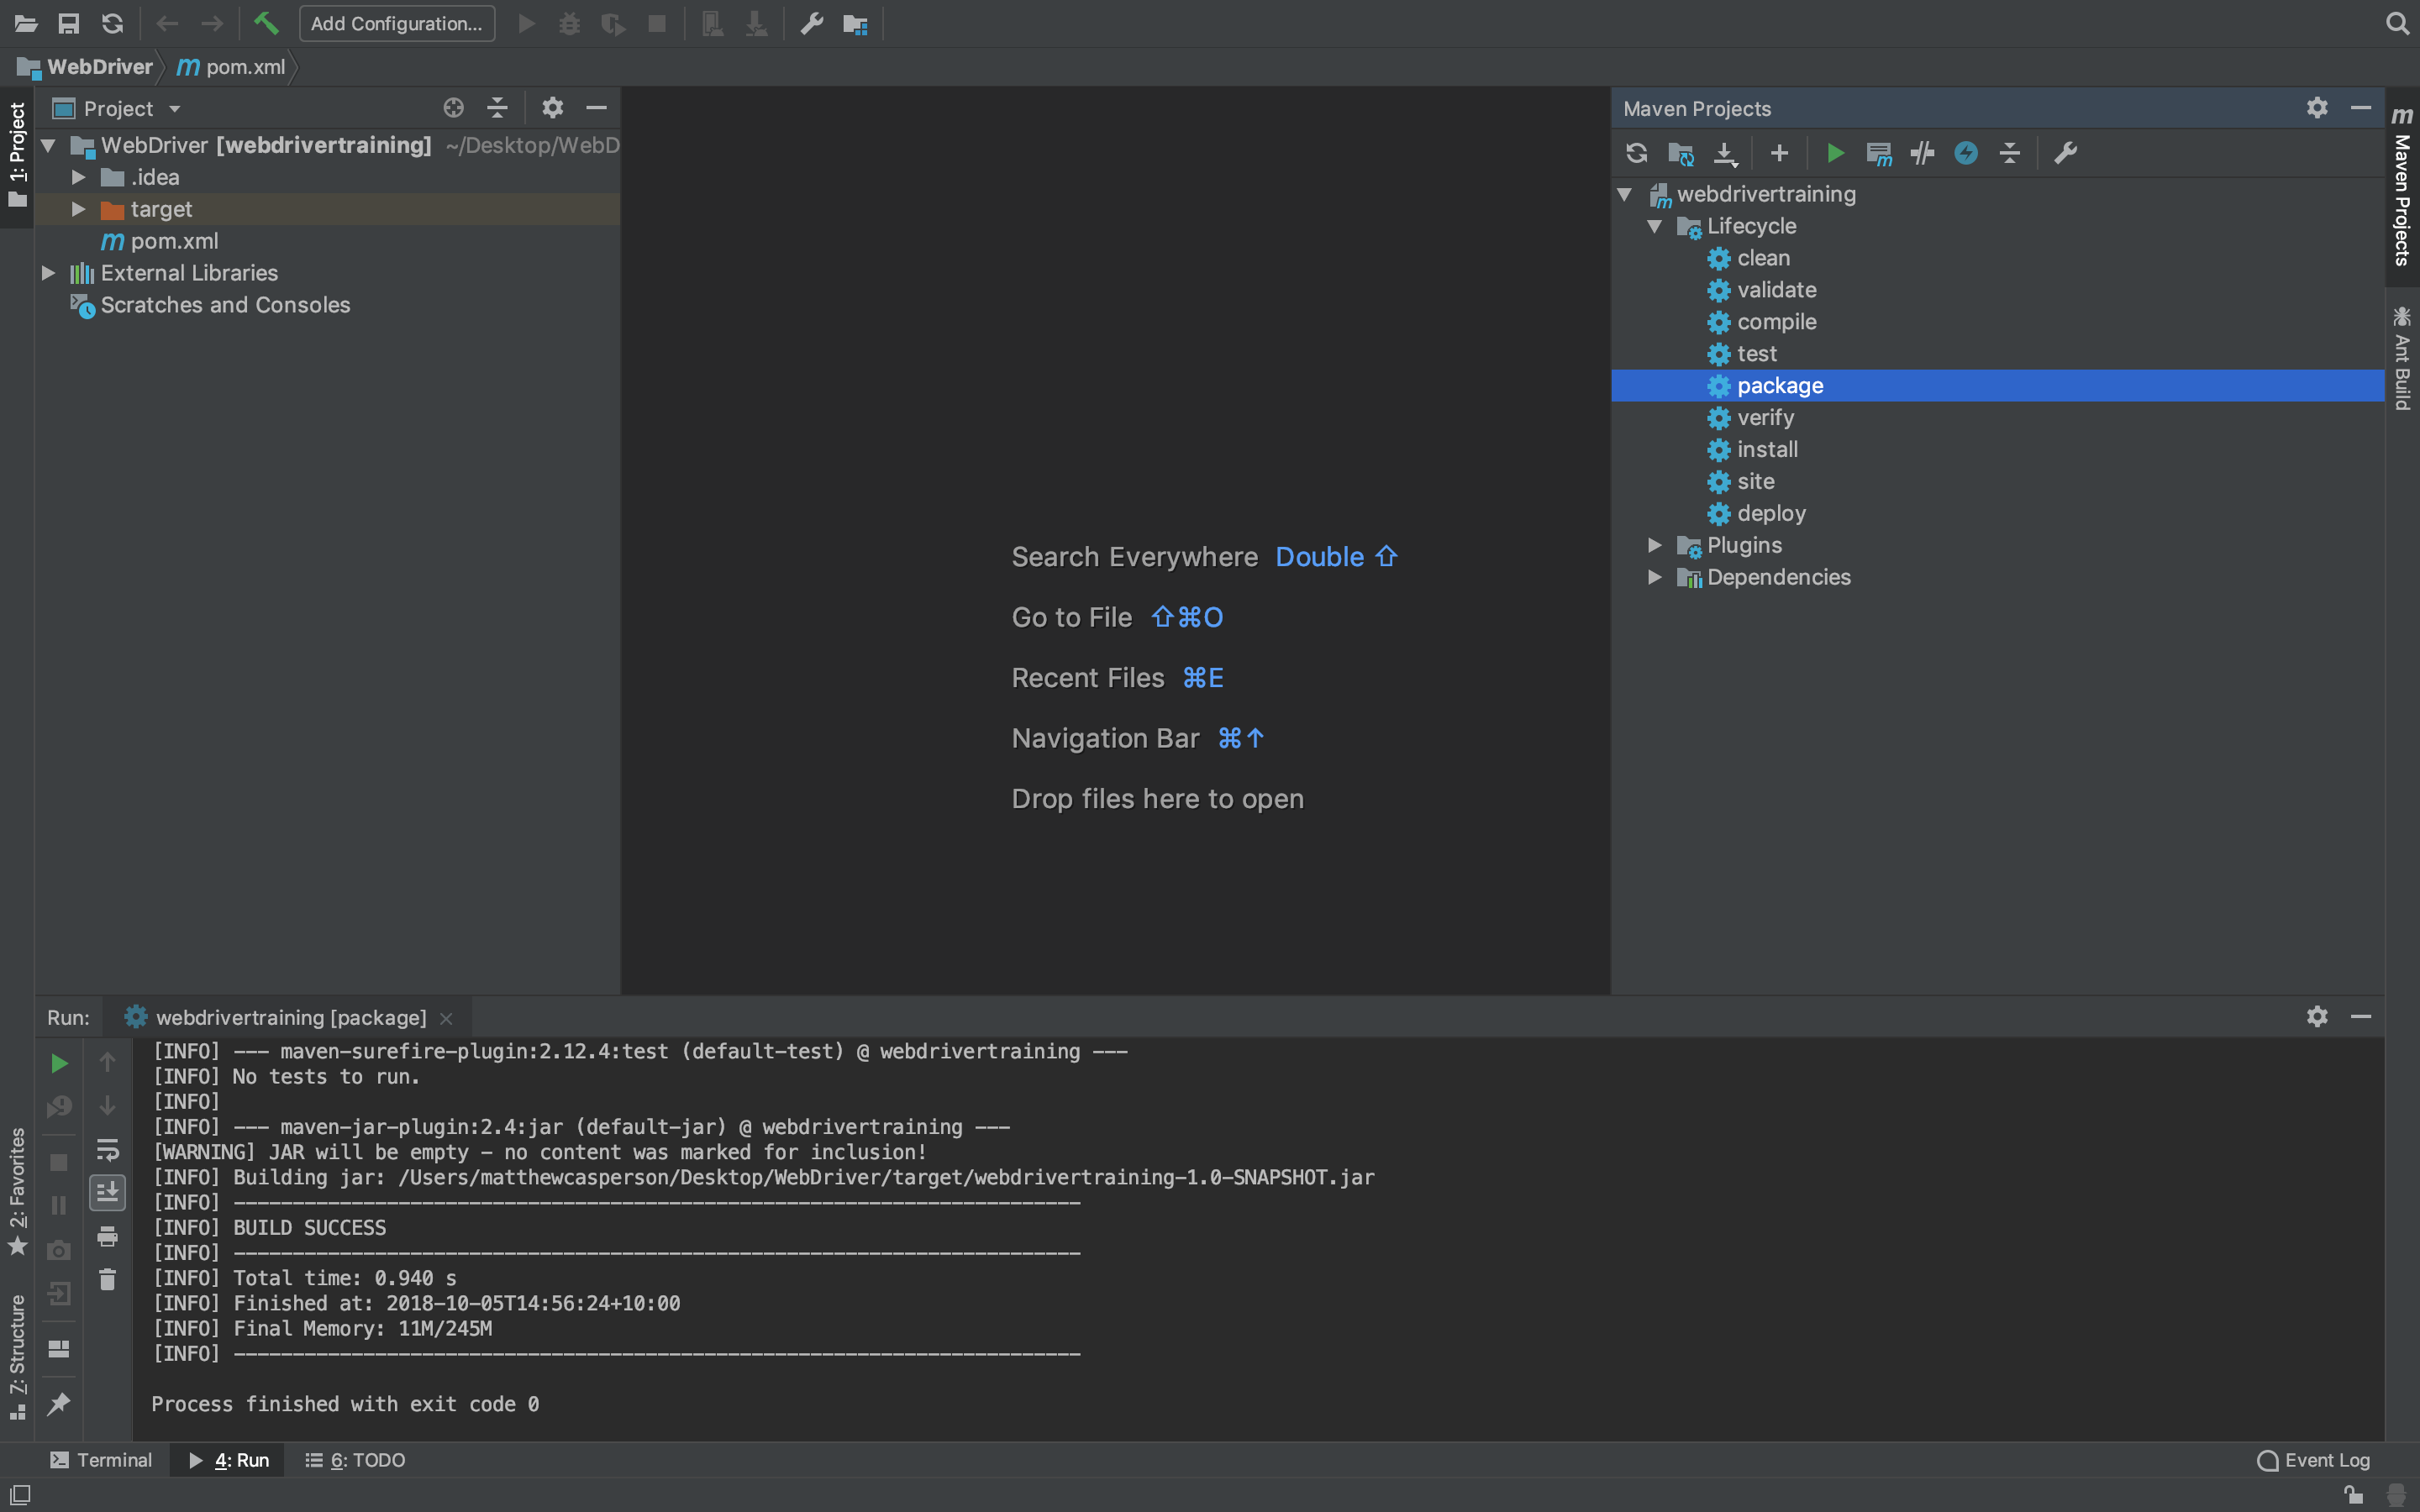 Add Configuration...
WebDriver
pom.xml
1: Project
Project
WebDriver [webdrivertraining] ~/Desktop/WebD
.idea
target
pom.xml
External Libraries
Scratches and Consoles
Search Everywhere Double ⇧
Go to File ⇧⌘O
Recent Files ⌘E
Navigation Bar ⌘↑
Drop files here to open
Maven Projects
webdrivertraining
Lifecycle
clean
validate
compile
test
package
verify
install
site
deploy
Plugins
Dependencies
Maven Projects
Ant Build
Run: webdrivertraining [package]
[INFO] --- maven-surefire-plugin:2.12.4:test (default-test) @ webdrivertraining ---
[INFO] No tests to run.
[INFO]
[INFO] --- maven-jar-plugin:2.4:jar (default-jar) @ webdrivertraining ---
[WARNING] JAR will be empty - no content was marked for inclusion!
[INFO] Building jar: /Users/matthewcasperson/Desktop/WebDriver/target/webdrivertraining-1.0-SNAPSHOT.jar
[INFO] ------------------------------------------------------------------------
[INFO] BUILD SUCCESS
[INFO] ------------------------------------------------------------------------
[INFO] Total time: 0.940 s
[INFO] Finished at: 2018-10-05T14:56:24+10:00
[INFO] Final Memory: 11M/245M
[INFO] ------------------------------------------------------------------------
Process finished with exit code 0
2: Favorites
7: Structure
Terminal
4: Run
6: TODO
Event Log